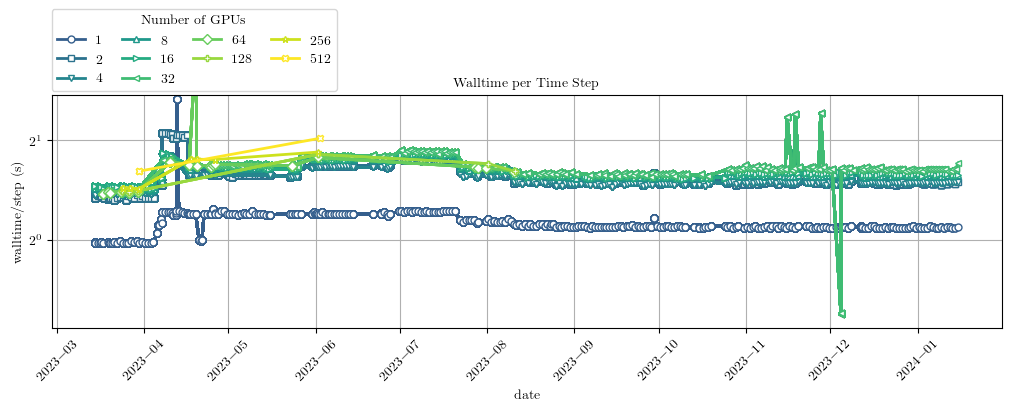 Number of GPUs
1 8 64 256
2 16 128 512
4 32
Walltime per Time Step
2^1
2^0
walltime/step (s)
2023−03 2023−04 2023−05 2023−06 2023−07 2023−08 2023−09 2023−10 2023−11 2023−12 2024−01
date